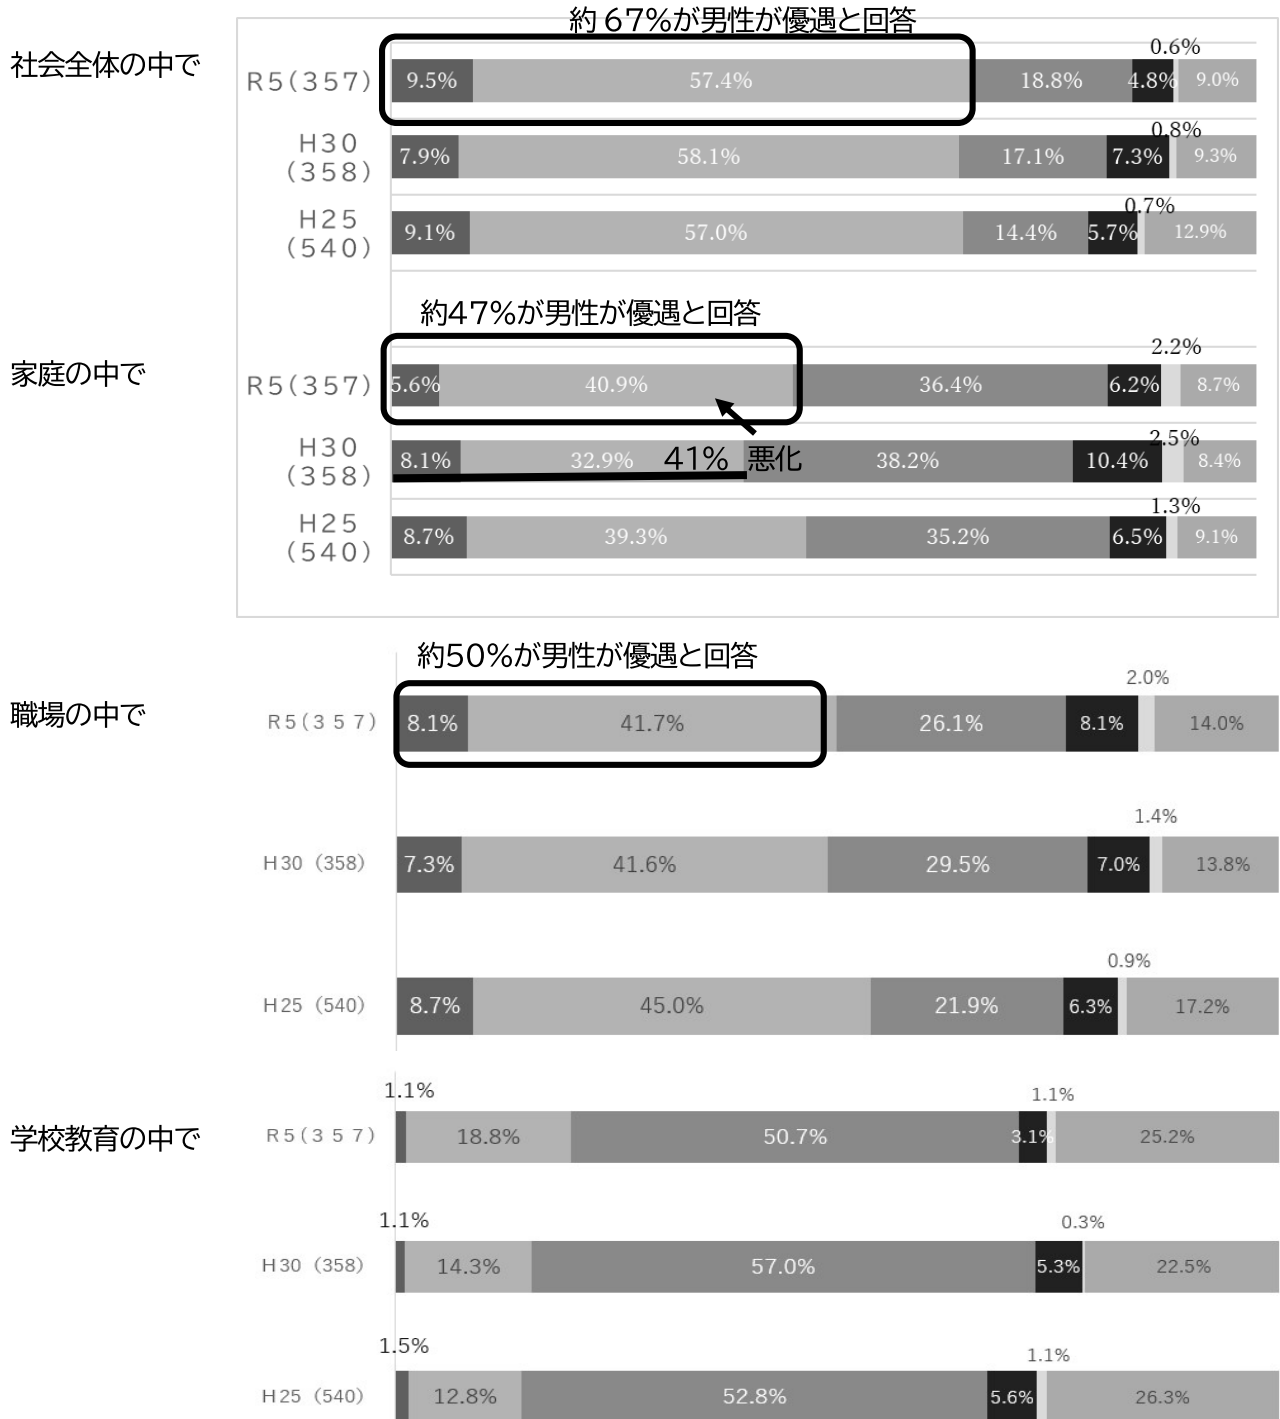 約67%が男性が優遇と回答
社会全体の中で
0.6%
R5(357) 9.5% 57.4% 18.8% 4.8% 9.0%
0.8%
H30
(358) 7.9% 58.1% 17.1% 7.3% 9.3%
0.7%
H25
(540) 9.1% 57.0% 14.4% 5.7% 12.9%
約47%が男性が優遇と回答
2.2%
家庭の中で
R5(357) 5.6% 40.9% 36.4% 6.2% 8.7%
2.5%
H30
(358) 8.1% 32.9% 41% 悪化 38.2% 10.4% 8.4%
1.3%
H25
(540) 8.7% 39.3% 35.2% 6.5% 9.1%
約50%が男性が優遇と回答
2.0%
職場の中で
R5(357) 8.1% 41.7% 26.1% 8.1% 14.0%
1.4%
H30 (358) 7.3% 41.6% 29.5% 7.0% 13.8%
0.9%
H25 (540) 8.7% 45.0% 21.9% 6.3% 17.2%
1.1% 1.1%
学校教育の中で
R5(357) 18.8% 50.7% 3.1% 25.2%
1.1% 0.3%
H30 (358) 14.3% 57.0% 5.3% 22.5%
1.5% 1.1%
H25 (540) 12.8% 52.8% 5.6% 26.3%